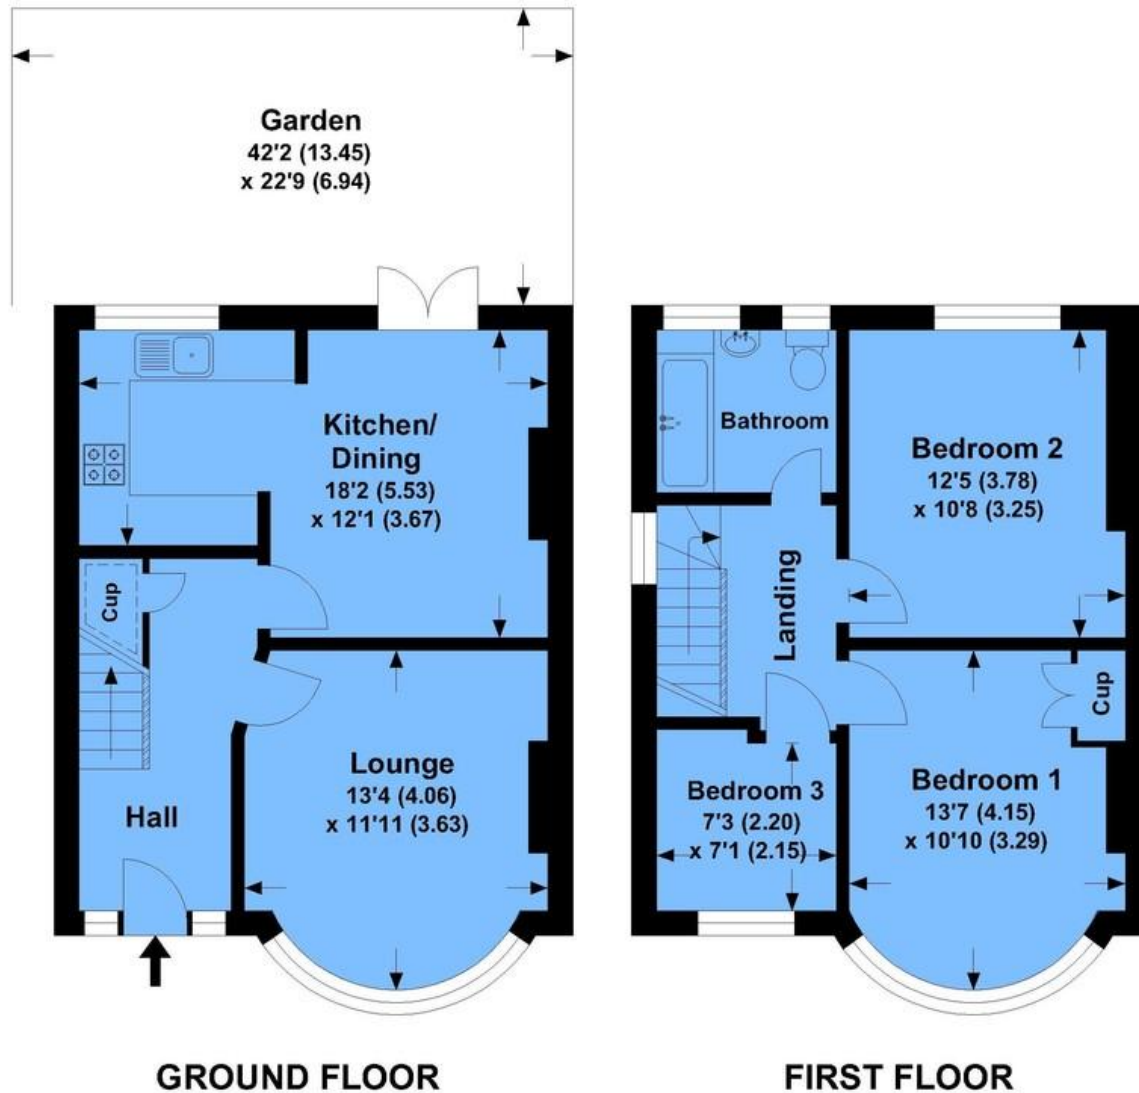 Garden
42'2 (13.45)
x 22'9 (6.94)
Kitchen/
Dining
18'2 (5.53)
x 12'1 (3.67)
Cup
Lounge
13'4 (4.06)
x 11'11 (3.63)
Hall
GROUND FLOOR
Bathroom
Bedroom 2
12'5 (3.78)
x 10'8 (3.25)
Landing
Cup
Bedroom 3
7'3 (2.20)
x 7'1 (2.15)
Bedroom 1
13'7 (4.15)
x 10'10 (3.29)
FIRST FLOOR